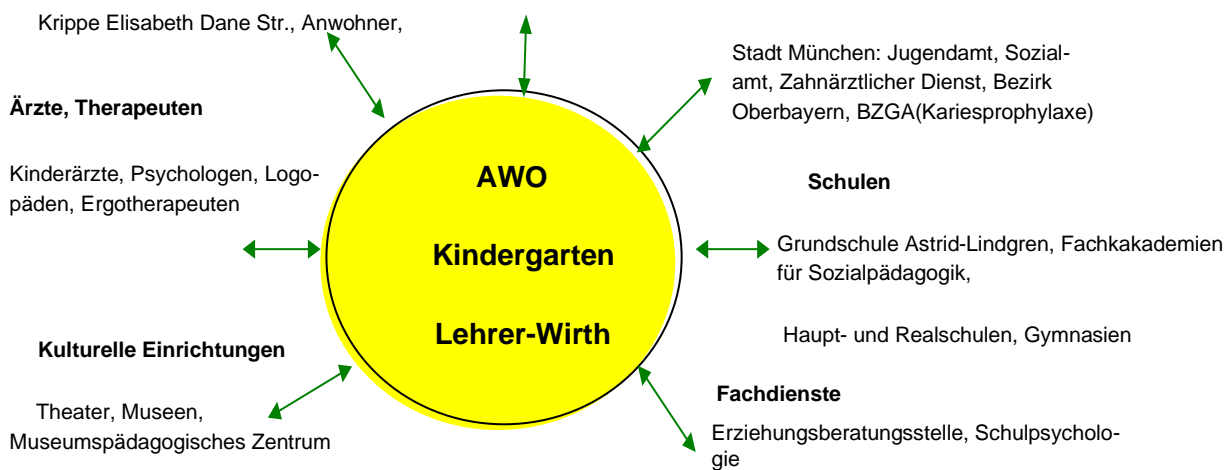 Krippe Elisabeth Dane Str., Anwohner,
Stadt München: Jugendamt, Sozial-
amt, Zahnärztlicher Dienst, Bezirk
Oberbayern, BZGA(Kariesprophylaxe)
Ärzte, Therapeuten
Kinderärzte, Psychologen, Logo-
päden, Ergotherapeuten
AWO
Kindergarten
Lehrer-Wirth
Schulen
Grundschule Astrid-Lindgren, Fachkakademien
für Sozialpädagogik,
Haupt- und Realschulen, Gymnasien
Kulturelle Einrichtungen
Theater, Museen,
Museumspädagogisches Zentrum
Fachdienste
Erziehungsberatungsstelle, Schulpsycholo-
gie